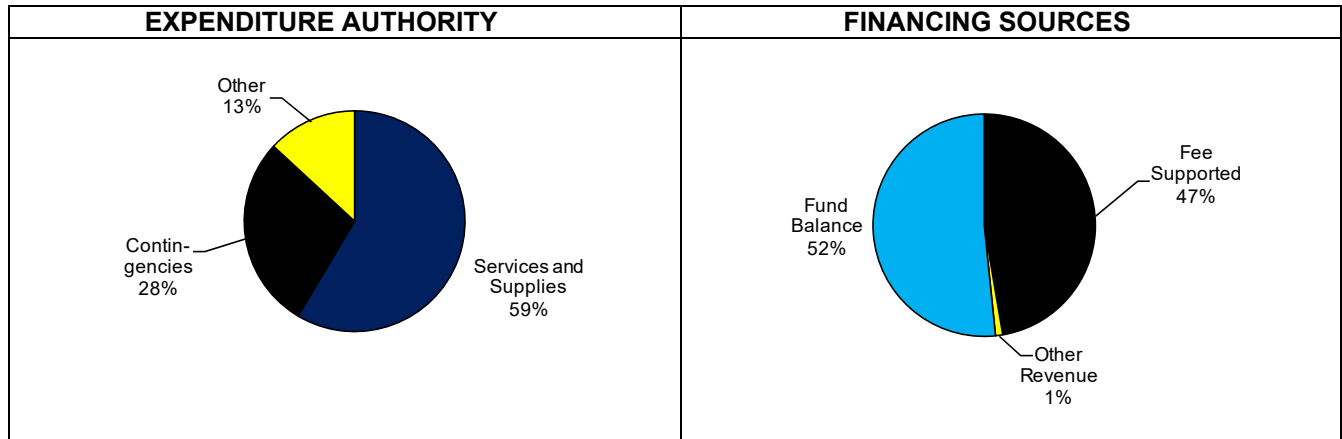 EXPENDITURE AUTHORITY
Other
13%
Contin-
gencies
28%
Services and
Supplies
59%
FINANCING SOURCES
Fee
Supported
47%
Fund
Balance
52%
Other
Revenue
1%